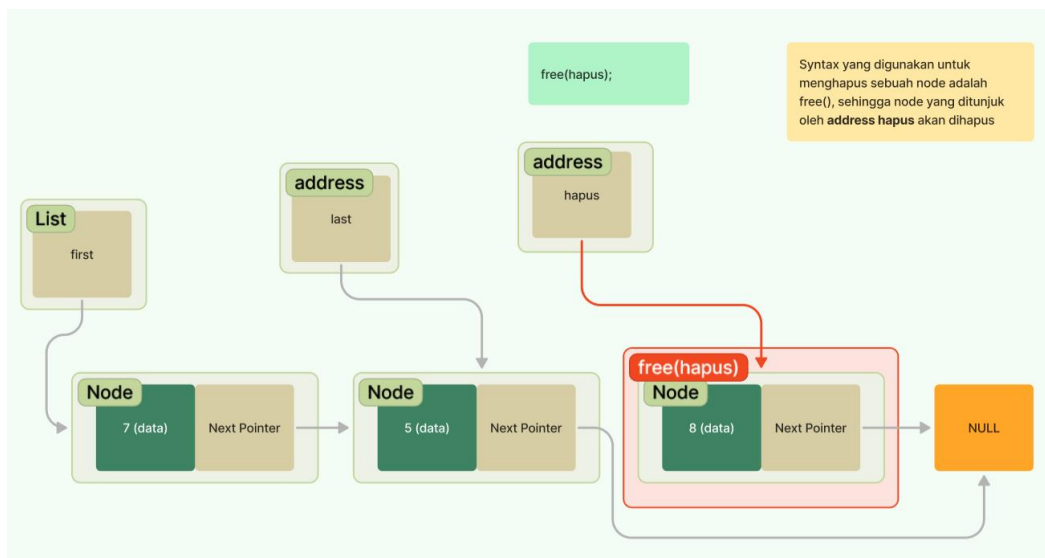 free(hapus);
Syntax yang digunakan untuk
menghapus sebuah node adalah
free(), sehingga node yang ditunjuk
oleh address hapus akan dihapus
address
hapus
address
last
List
first
free(hapus)
Node
7 (data)
Next Pointer
Node
5 (data)
Next Pointer
Node
8 (data)
Next Pointer
NULL